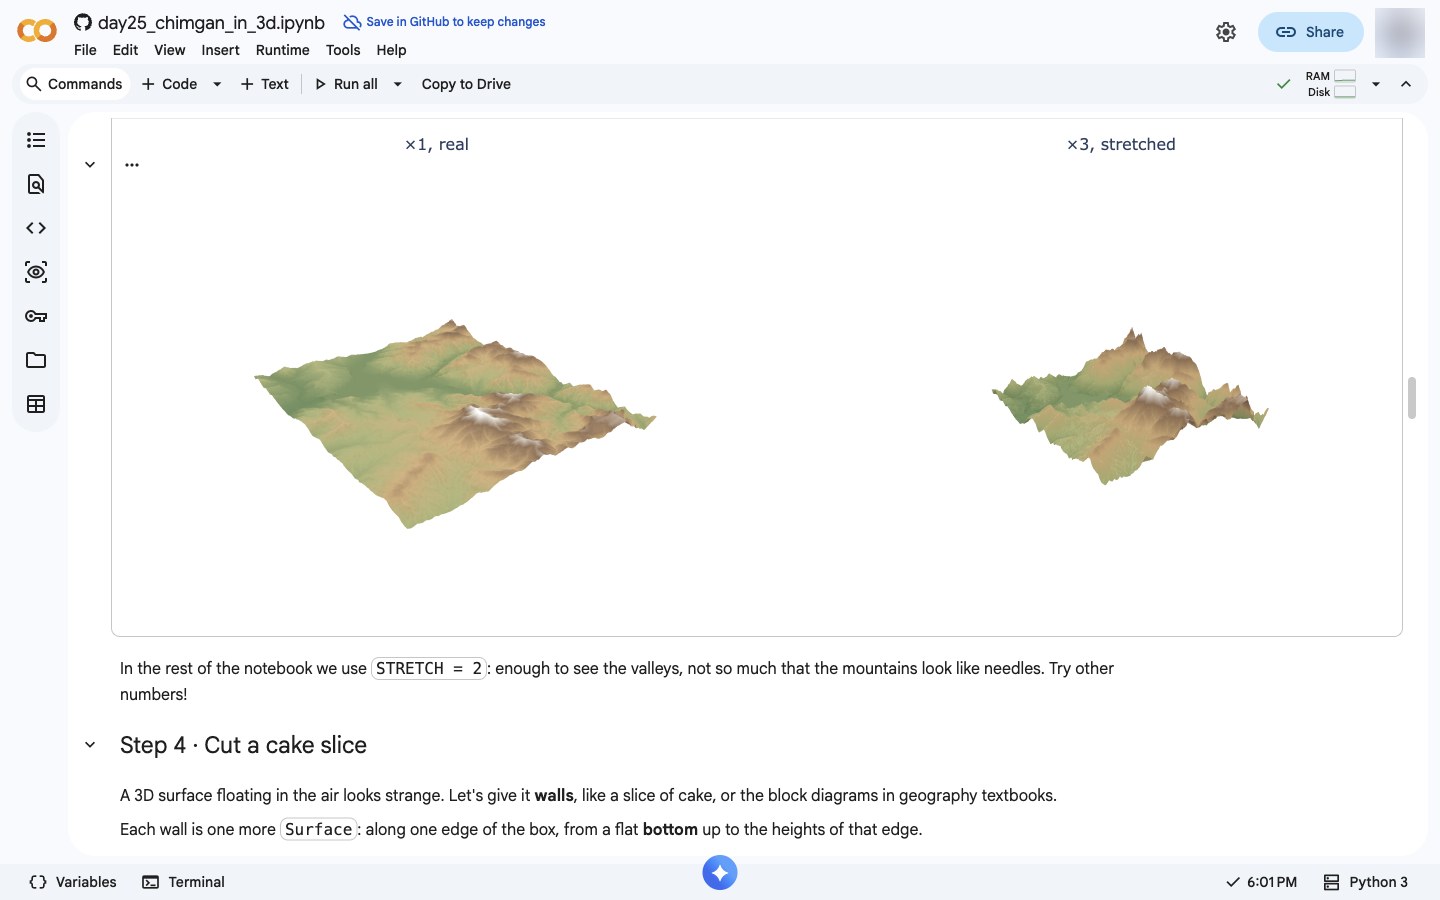 day25_chimgan_in_3d.ipynb
Save in GitHub to keep changes
File Edit View Insert Runtime Tools Help
Share
Commands + Code + Text Run all Copy to Drive
RAM
Disk
×1, real
×3, stretched
...
In the rest of the notebook we use STRETCH = 2: enough to see the valleys, not so much that the mountains look like needles. Try other
numbers!
Step 4 · Cut a cake slice
A 3D surface floating in the air looks strange. Let's give it walls, like a slice of cake, or the block diagrams in geography textbooks.
Each wall is one more Surface: along one edge of the box, from a flat bottom up to the heights of that edge.
Variables Terminal
6:01 PM Python 3